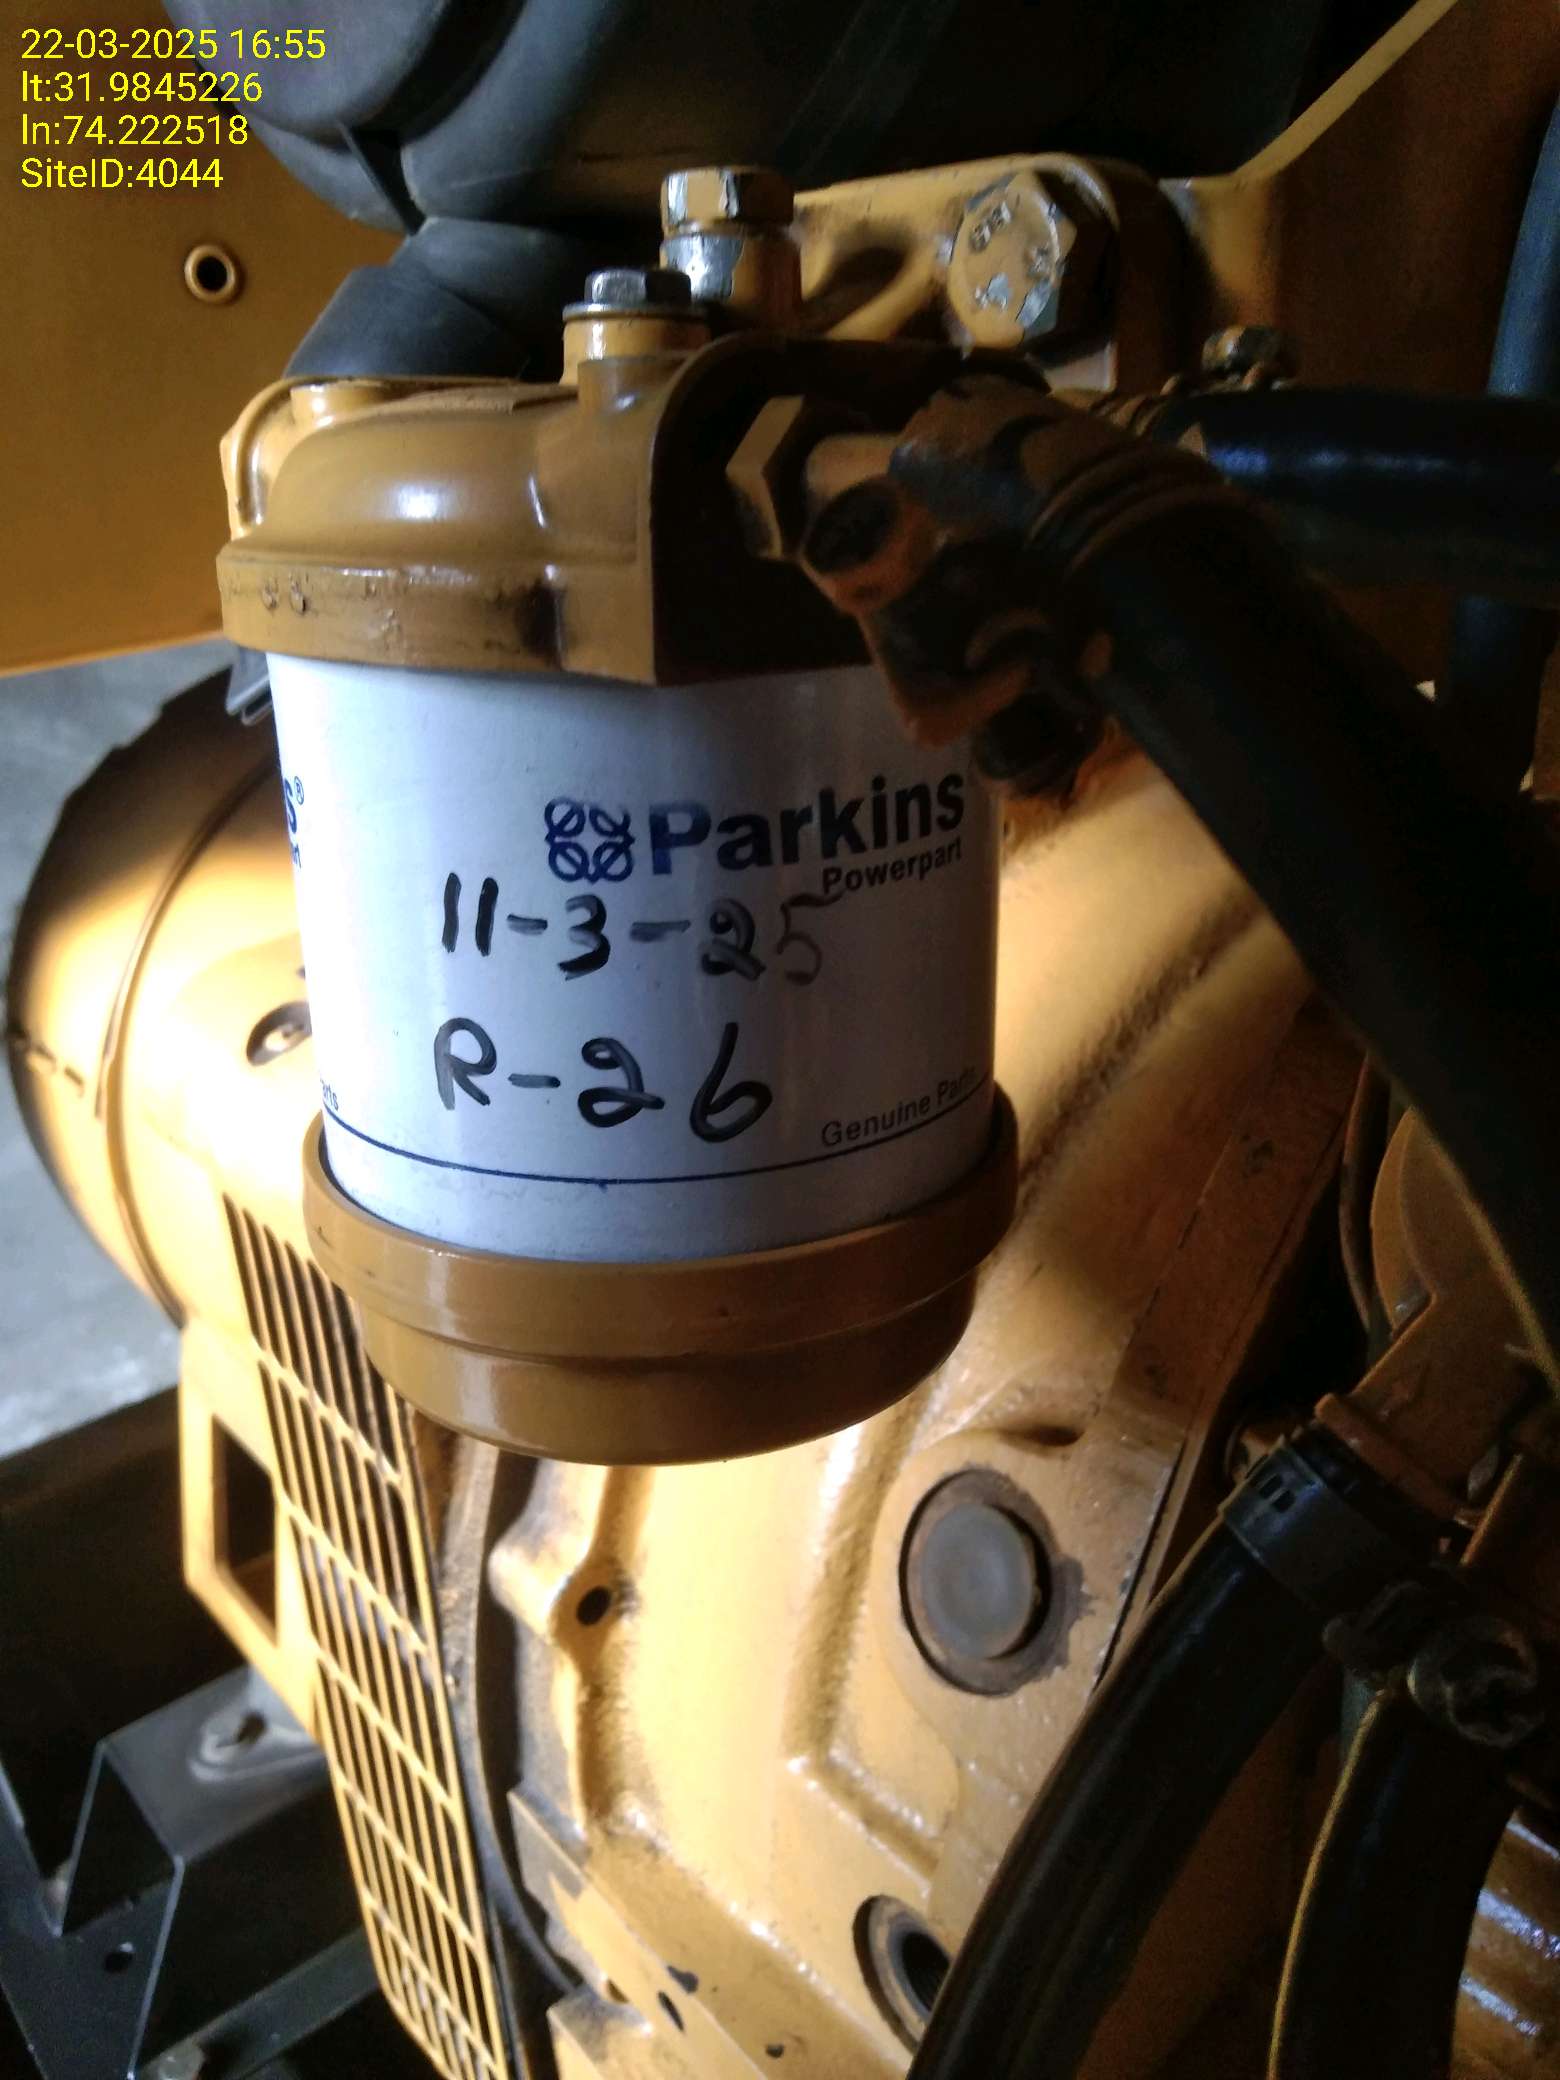 22-03-2025 16:55
lt:31.9845226
ln:74.222518
SiteID:4044
Parkins
Powerpart
11-3-25
R-26
Genuine Parts